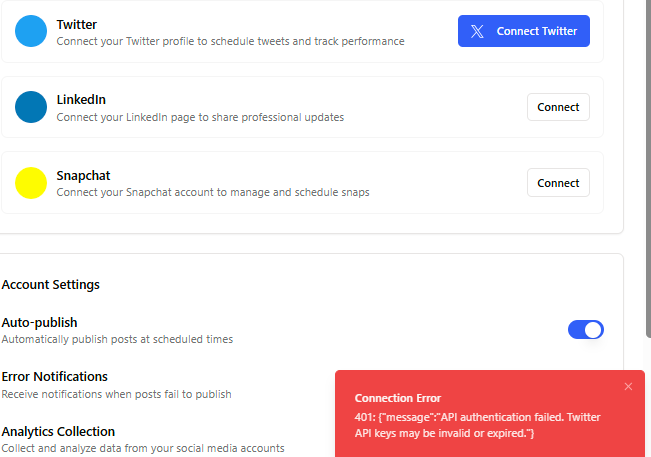 Twitter
Connect your Twitter profile to schedule tweets and track performance
Connect Twitter
LinkedIn
Connect your LinkedIn page to share professional updates
Connect
Snapchat
Connect your Snapchat account to manage and schedule snaps
Connect
Account Settings
Auto-publish
Automatically publish posts at scheduled times
Error Notifications
Receive notifications when posts fail to publish
Analytics Collection
Collect and analyze data from your social media accounts
Connection Error
401: {"message":"API authentication failed. Twitter
API keys may be invalid or expired."}